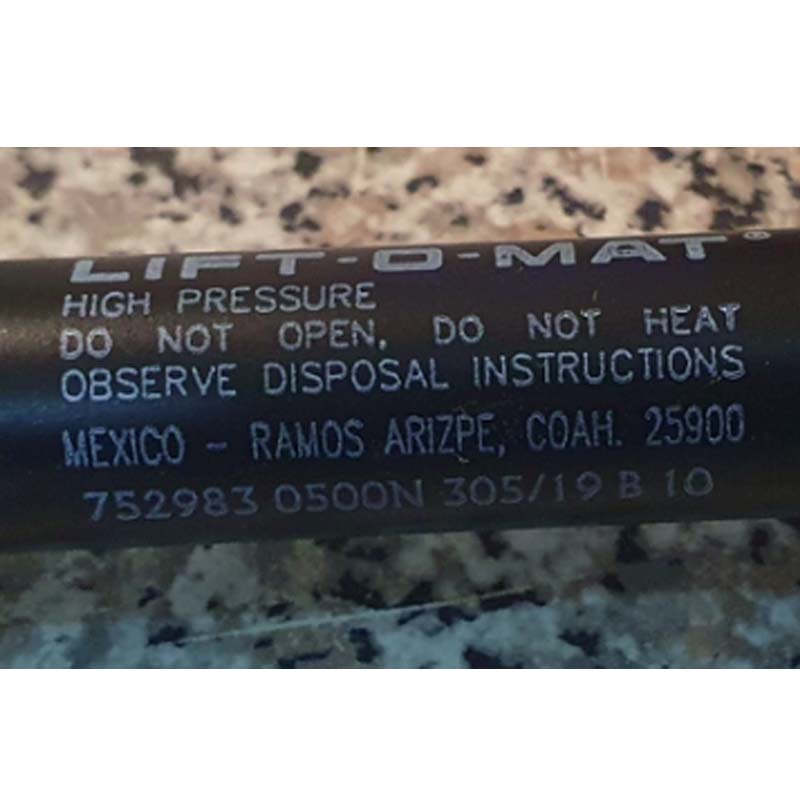 LIFT-O-MAT®
HIGH PRESSURE
DO NOT OPEN, DO NOT HEAT
OBSERVE DISPOSAL INSTRUCTIONS
MEXICO - RAMOS ARIZPE, COAH. 25900
752983 0500N 305/19 B 10